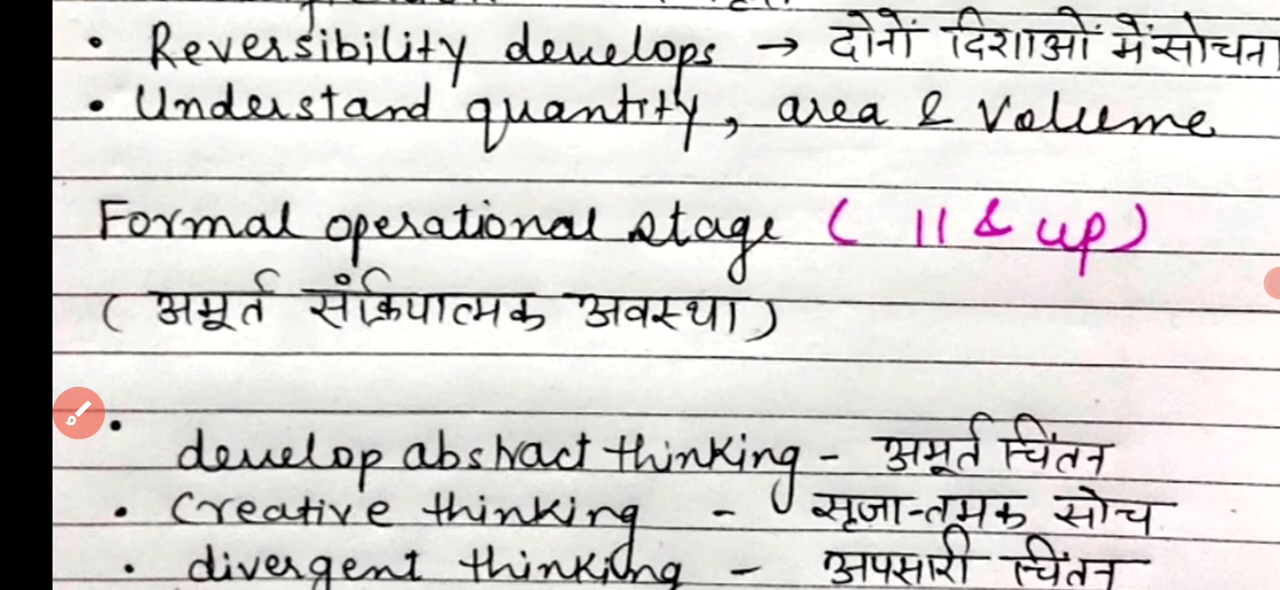 • Reversibility develops → दोनों दिशाओं में सोचना
• Understand quantity, area & Volume
Formal operational stage ( 11 & up)
( अमूर्त संक्रियात्मक अवस्था )
• develop abstract thinking - अमूर्त चिंतन
• Creative thinking - सृजा-त्मक सोच
• divergent thinking - अपसारी चिंतन